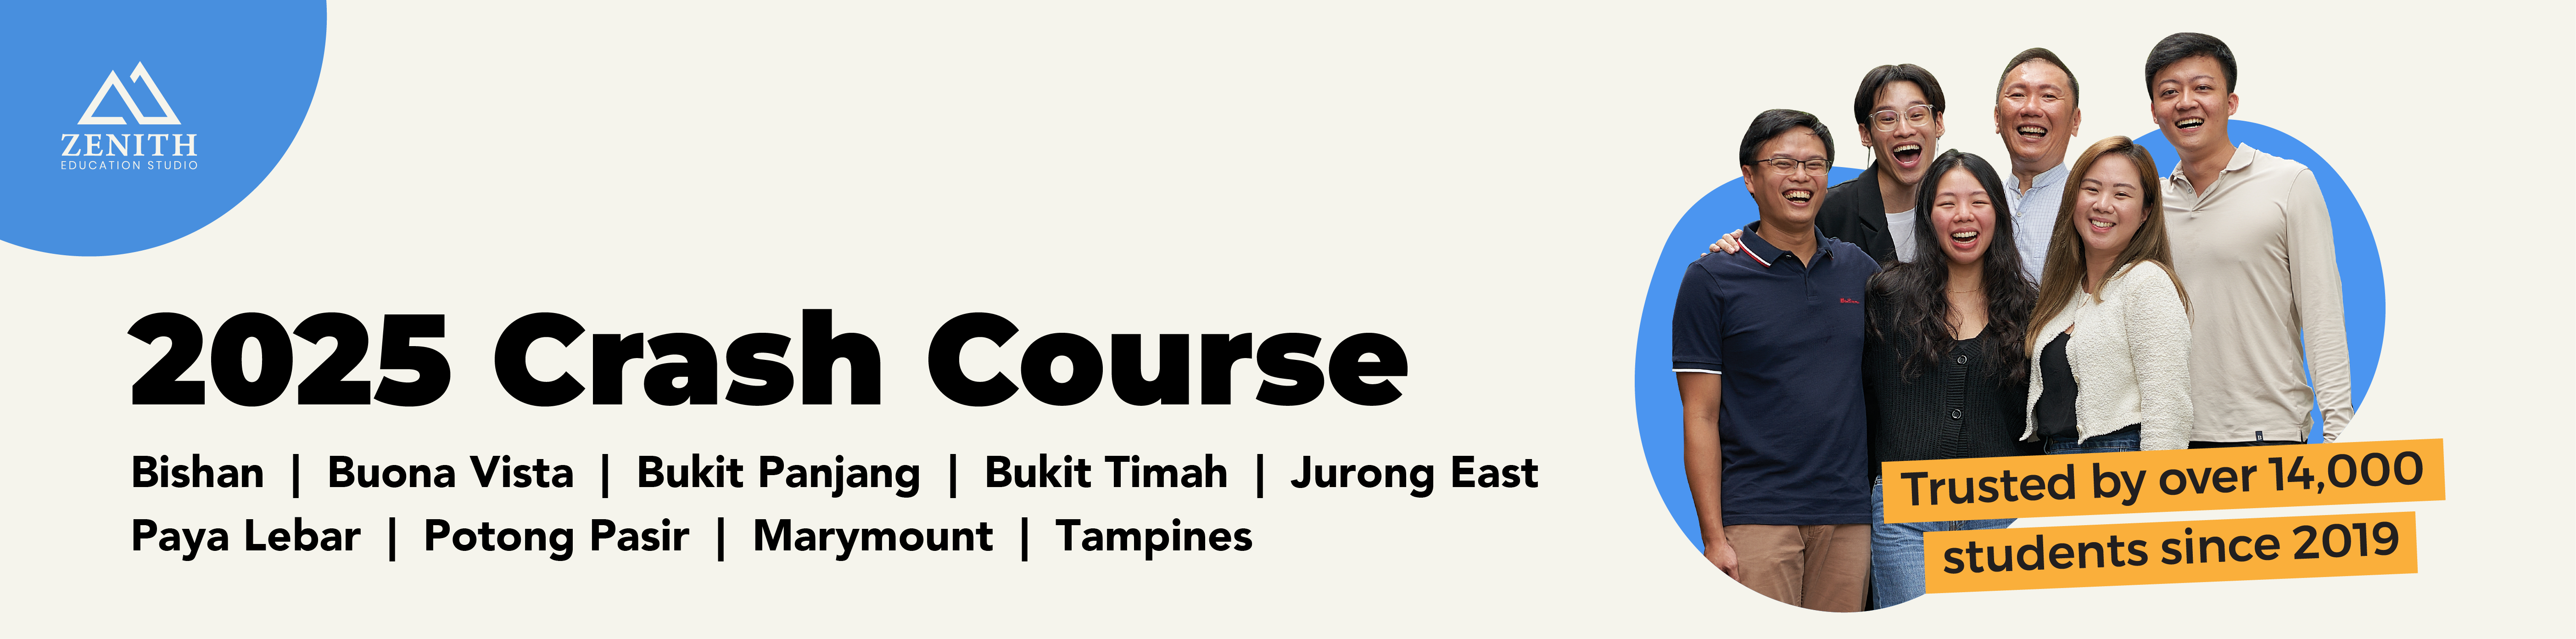 ZENITH
EDUCATION STUDIO
2025 Crash Course
Bishan | Buona Vista | Bukit Panjang | Bukit Timah | Jurong East
Paya Lebar | Potong Pasir | Marymount | Tampines
Trusted by over 14,000
students since 2019